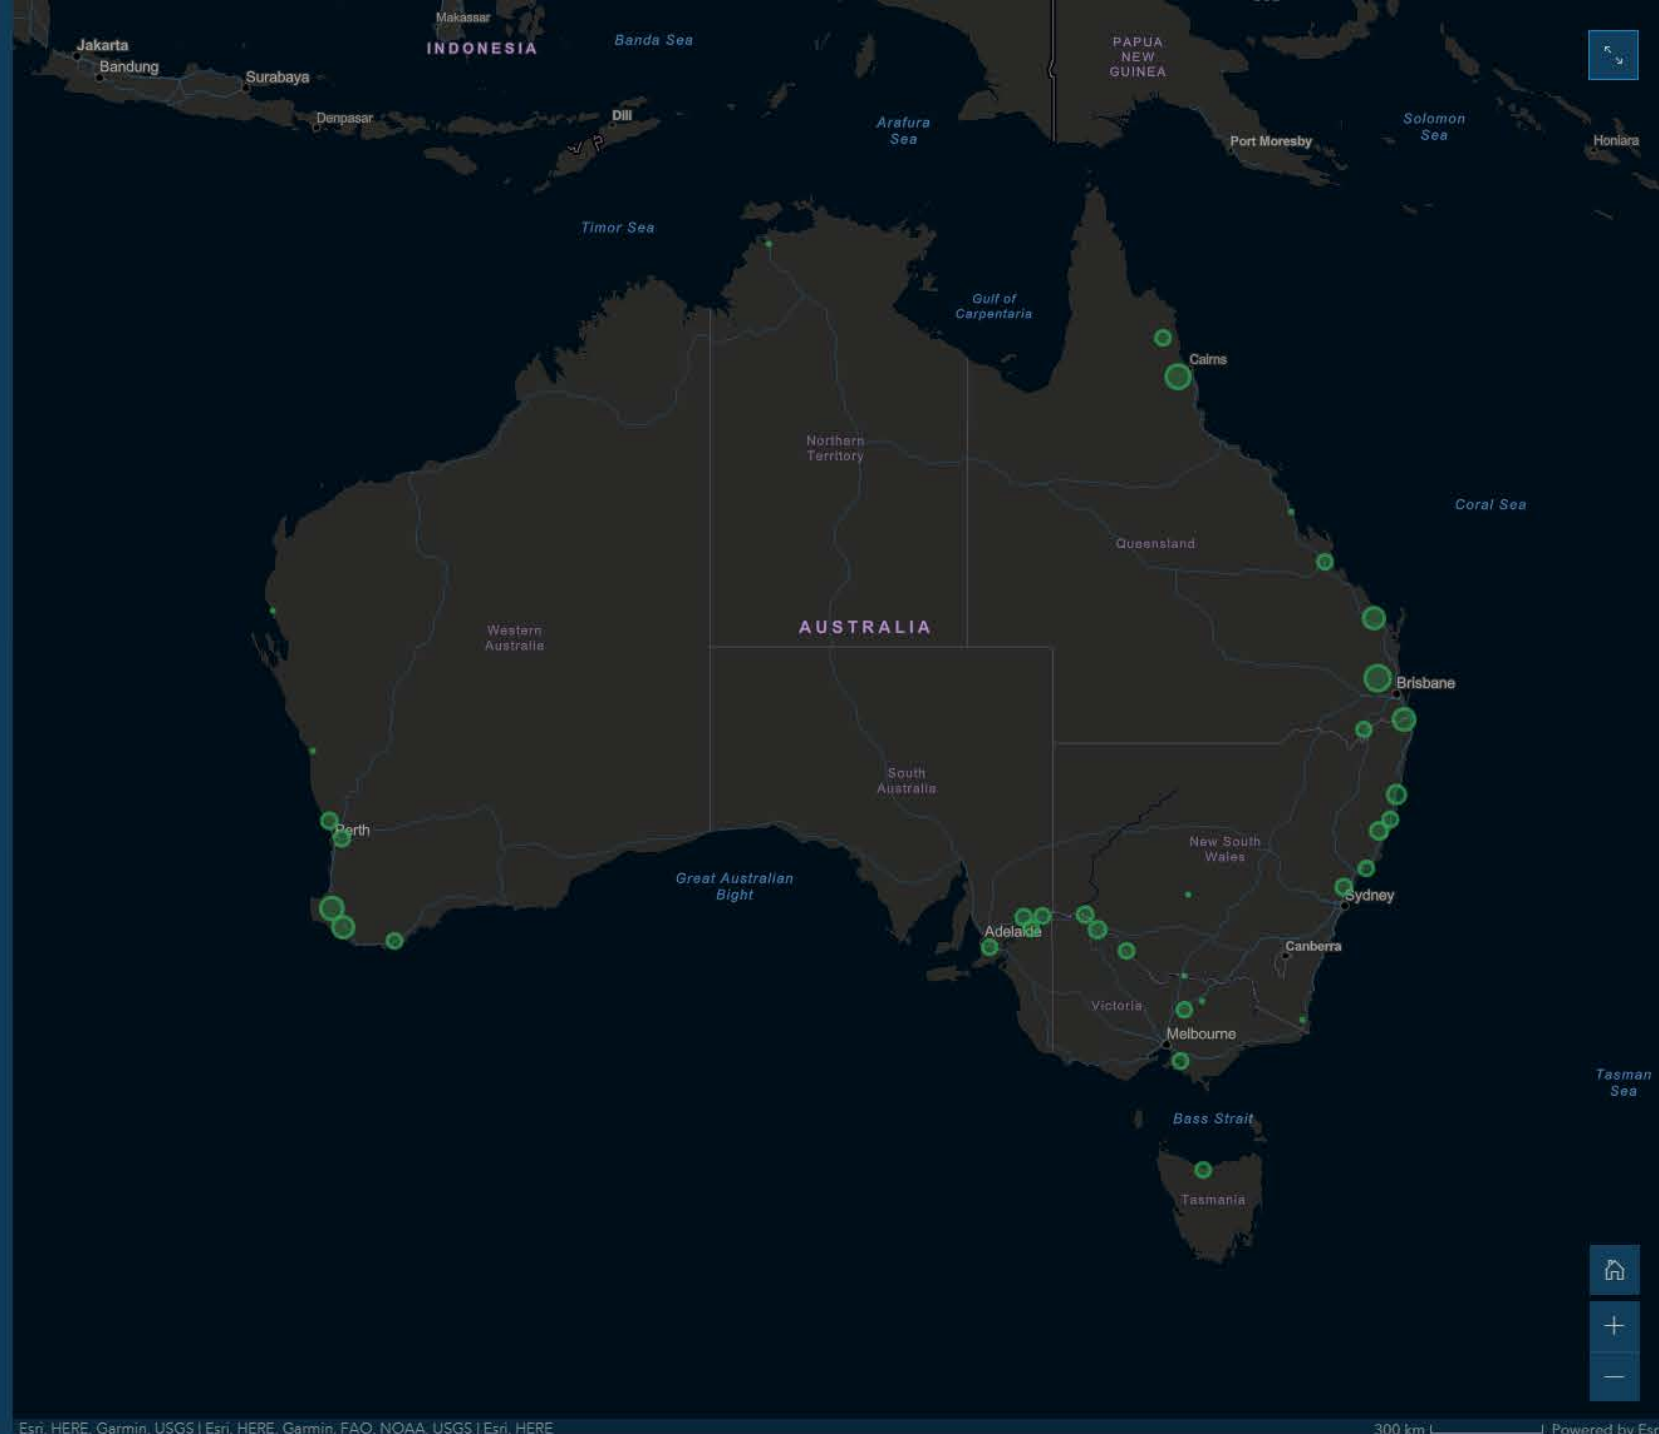 Makassar
Jakarta
INDONESIA
Banda Sea
PAPUA
NEW
GUINEA
Bandung
Surabaya
Denpasar
Dili
Arafura
Sea
Solomon
Sea
Port Moresby
Honiara
Timor Sea
Gulf of
Carpentaria
Cairns
Northern
Territory
Coral Sea
Queensland
Western
Australia
AUSTRALIA
Brisbane
South
Australia
Perth
New South
Wales
Great Australian
Bight
Sydney
Adelaide
Canberra
Victoria
Melbourne
Tasman
Sea
Bass Strait
Tasmania
Esri, HERE, Garmin, USGS | Esri, HERE, Garmin, FAO, NOAA, USGS | Esri, HERE
300 km
Powered by Esr